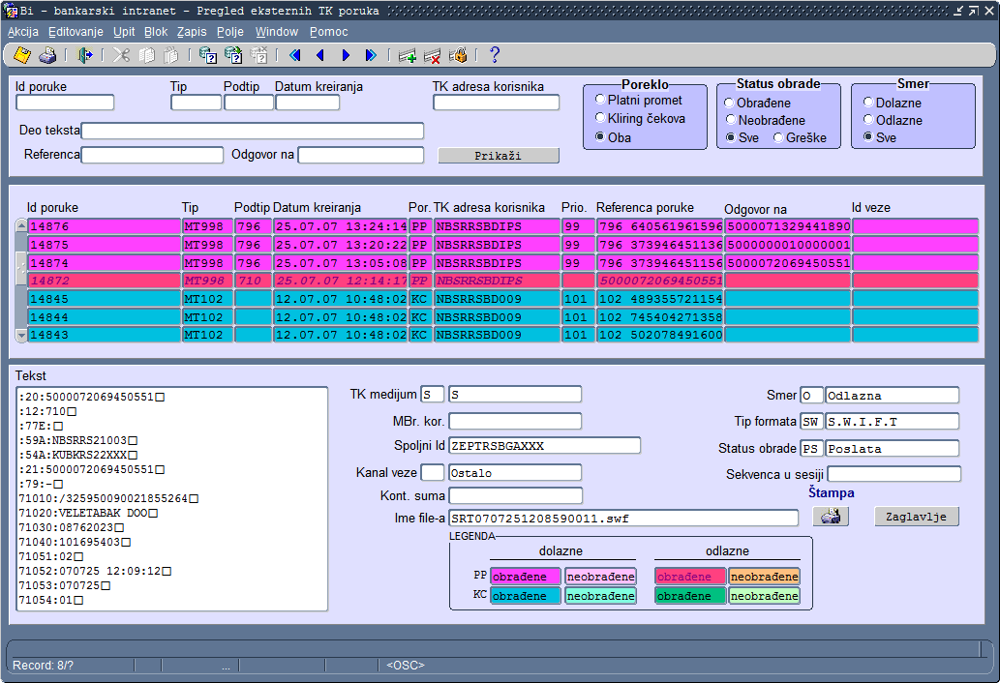 Bi - bankarski intranet - Pregled eksternih TK poruka
Akcija Editovanje Upit Blok Zapis Polje Window Pomoc
Id poruke Tip Podtip Datum kreiranja TK adresa korisnika
Deo teksta
Referenca Odgovor na Prikaži
Poreklo
Platni promet
Kliring čekova
Oba
Status obrade
Obrađene
Neobrađene
Sve Greške
Smer
Dolazne
Odlazne
Sve
Id poruke Tip Podtip Datum kreiranja Por. TK adresa korisnika Prio. Referenca poruke Odgovor na Id veze
14876 MT998 796 25.07.07 13:24:14 PP NBSRRSBDIPS 99 796 640561961596 5000071329441890
14875 MT998 796 25.07.07 13:20:22 PP NBSRRSBDIPS 99 796 373946451136 5000000010000001
14874 MT998 796 25.07.07 13:05:08 PP NBSRRSBDIPS 99 796 373946451156 5000072069450551
14872 MT998 710 25.07.07 12:14:17 PP NBSRRSBDIPS 5000072069450551
14845 MT102 12.07.07 10:48:02 KC NBSRRSBD009 101 102 489355721154
14844 MT102 12.07.07 10:48:02 KC NBSRRSBD009 101 102 745404271358
14843 MT102 12.07.07 10:48:02 KC NBSRRSBD009 101 102 502078491600
Tekst
:20:5000072069450551□
:12:710□
:77E:□
:59A:NBSRRS21003□
:54A:KUBKRS22XXX□
:21:5000072069450551□
:79:-□
71010:/325950090021855264□
71020:VELETABAK DOO□
71030:08762023□
71040:101695403□
71051:02□
71052:070725 12:09:12□
71053:070725□
71054:01□
TK medijum S S
MBr. kor.
Spoljni Id ZEPTRSBGAXXX
Kanal veze Ostalo
Kont. suma
Ime file-a SRT0707251208590011.swf
Smer O Odlazna
Tip formata SW S.W.I.F.T
Status obrade PS Poslata
Sekvenca u sesiji
Štampa
Zaglavlje
LEGENDA
dolazne odlazne
PP obrađene neobrađene obrađene neobrađene
KC obrađene neobrađene obrađene neobrađene
Record: 8/? ... <OSC>